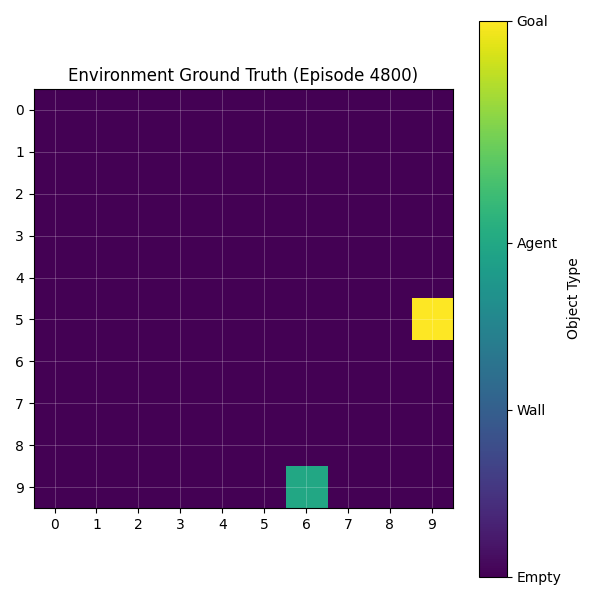 Environment Ground Truth (Episode 4800)
0
1
2
3
4
5
6
7
8
9
0 1 2 3 4 5 6 7 8 9
Goal
Agent
Wall
Empty
Object Type